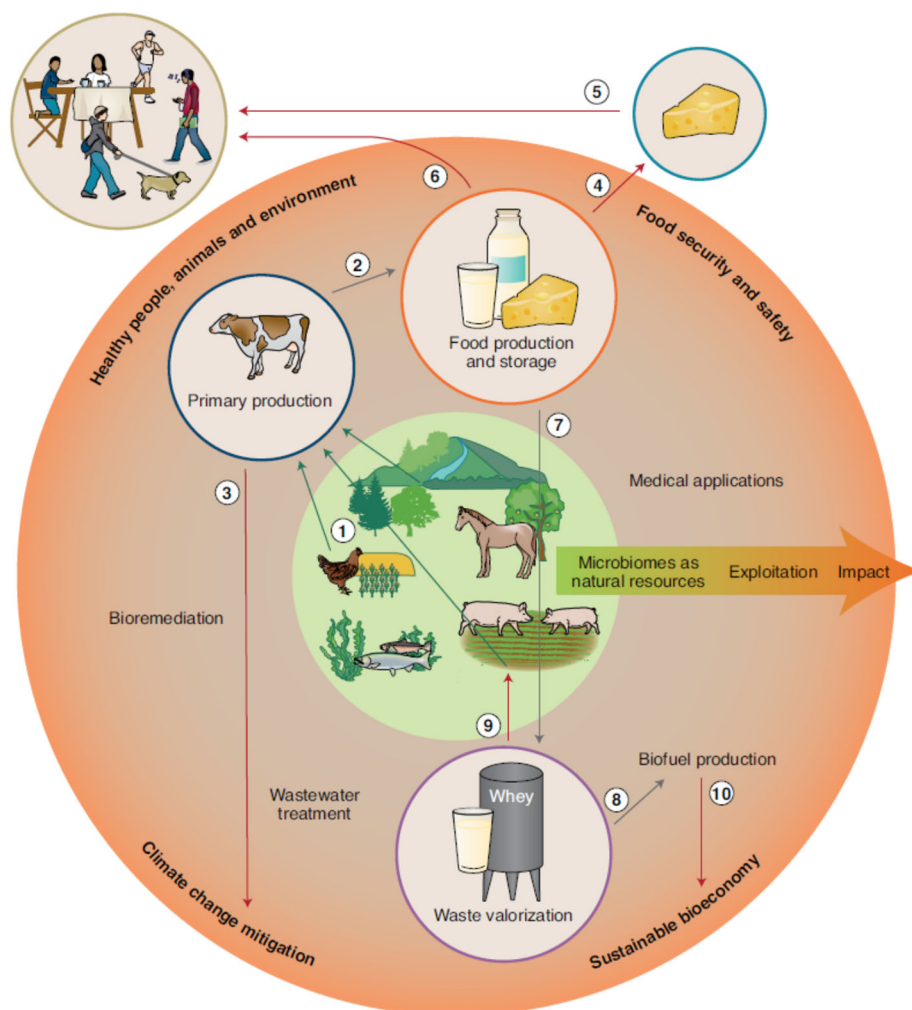 5
6
4
Healthy people, animals and environment
Food security and safety
2
Food production
and storage
Primary production
7
3
Medical applications
1
Microbiomes as
natural resources
Exploitation
Impact
Bioremediation
9
Biofuel production
Whey
8
10
Wastewater
treatment
Waste valorization
Climate change mitigation
Sustainable bioeconomy